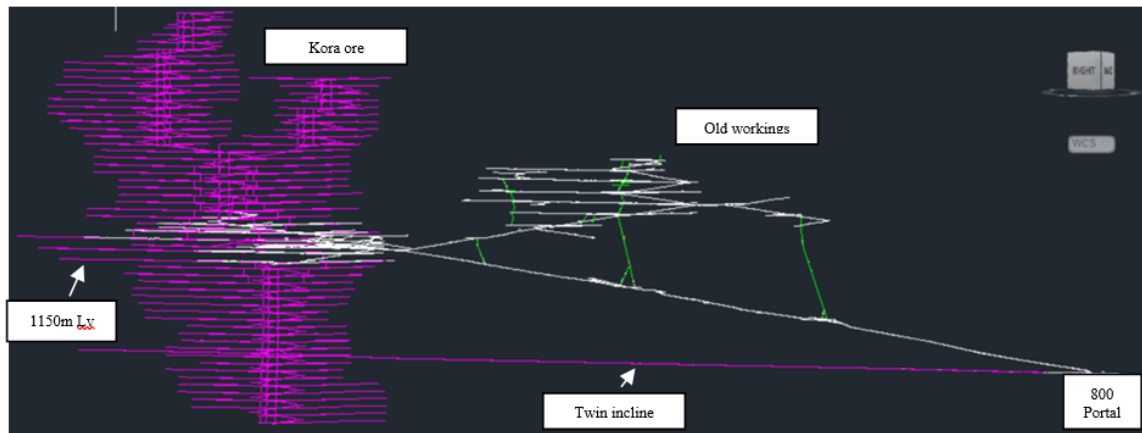 Kora ore
RIGHT
WCS
Old workings
1150m Lv
Twin incline
800
Portal